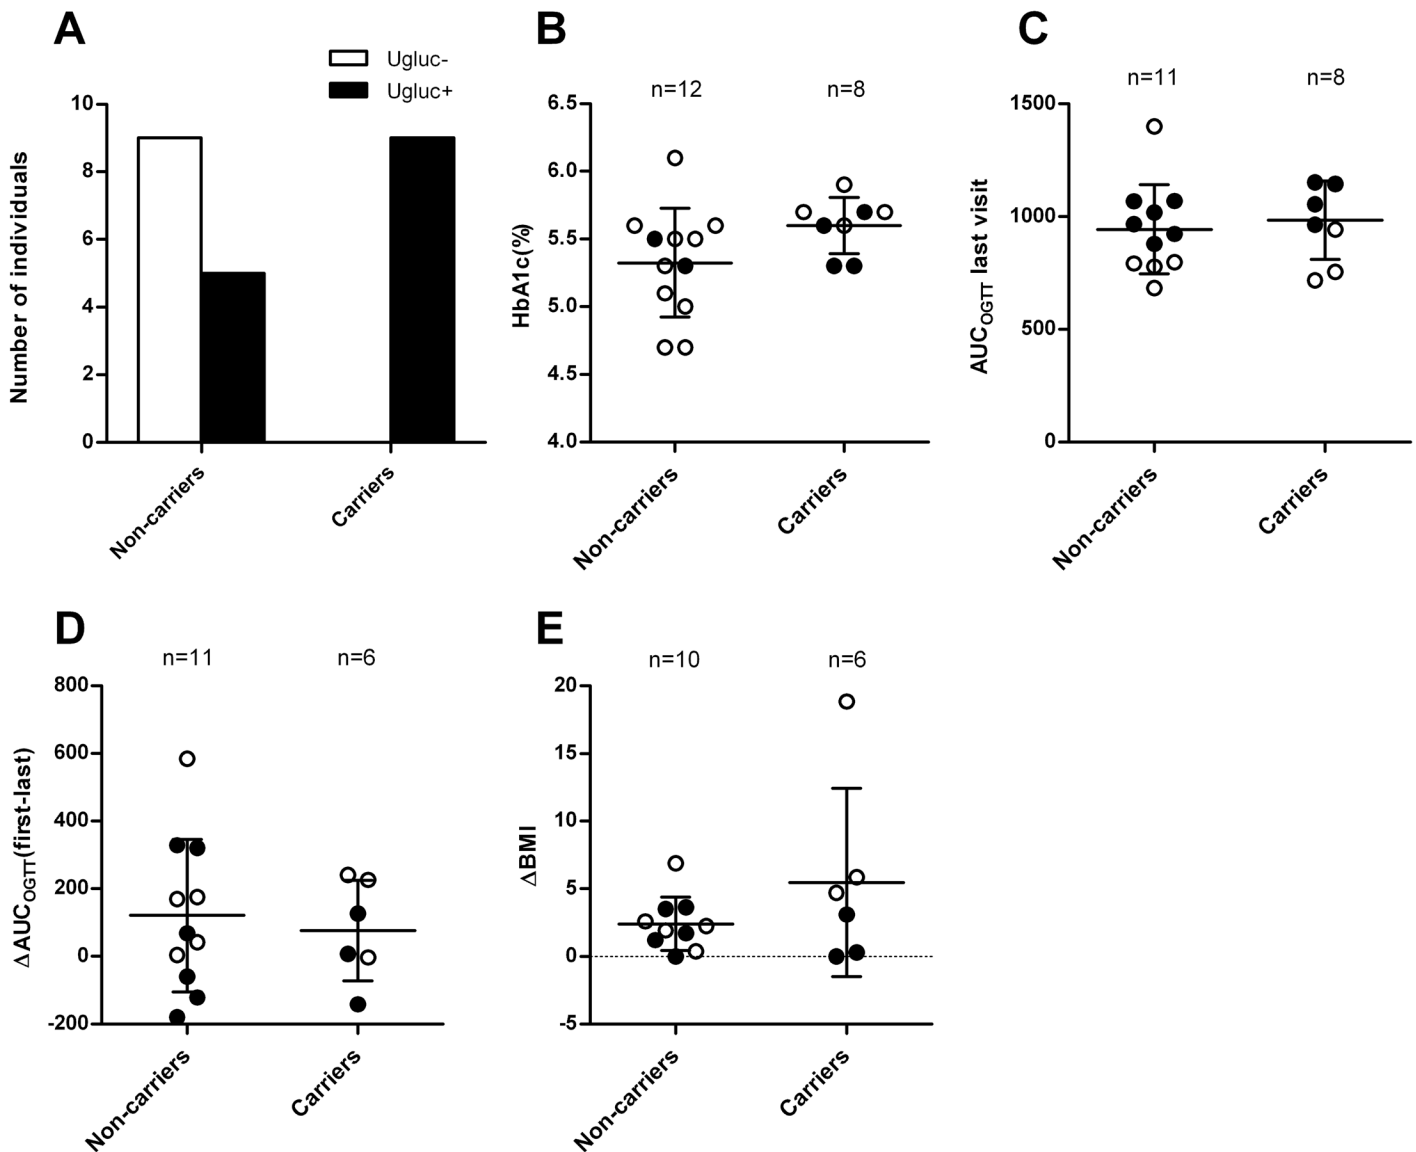 A
Ugluc-
Ugluc+
Number of individuals
10
8
6
4
2
0
Non-carriers
Carriers
B
n=12
n=8
HbA1c(%)
6.5
6.0
5.5
5.0
4.5
4.0
Non-carriers
Carriers
C
n=11
n=8
AUCOGTT last visit
1500
1000
500
0
Non-carriers
Carriers
D
n=11
n=6
ΔAUCOGTT(first-last)
800
600
400
200
0
-200
Non-carriers
Carriers
E
n=10
n=6
ΔBMI
20
15
10
5
0
-5
Non-carriers
Carriers